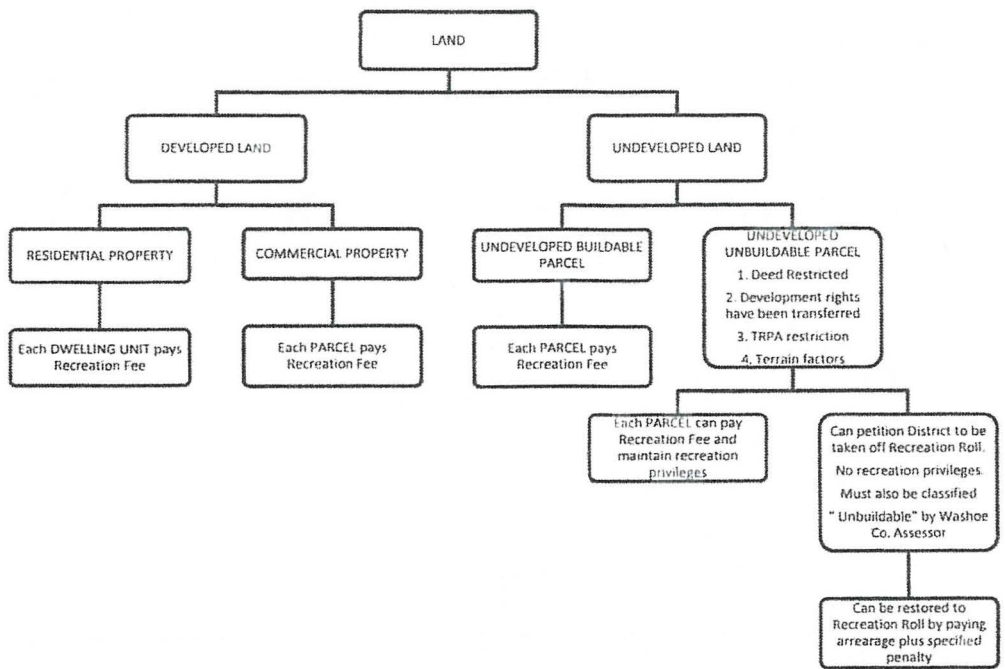 LAND
DEVELOPED LAND
UNDEVELOPED LAND
RESIDENTIAL PROPERTY
COMMERCIAL PROPERTY
UNDEVELOPED BUILDABLE
PARCEL
UNDEVELOPED
UNBUILDABLE PARCEL
1. Deed Restricted
2. Development rights
have been transferred
3. TRPA restriction
4. Terrain factors
Each DWELLING UNIT pays
Recreation Fee
Each PARCEL pays
Recreation Fee
Each PARCEL pays
Recreation Fee
Each PARCEL can pay
Recreation Fee and
maintain recreation
privileges
Can petition District to be
taken off Recreation Roll.
No recreation privileges.
Must also be classified
" Unbuildable" by Washoe
Co. Assessor
Can be restored to
Recreation Roll by paying
arrearage plus specified
penalty